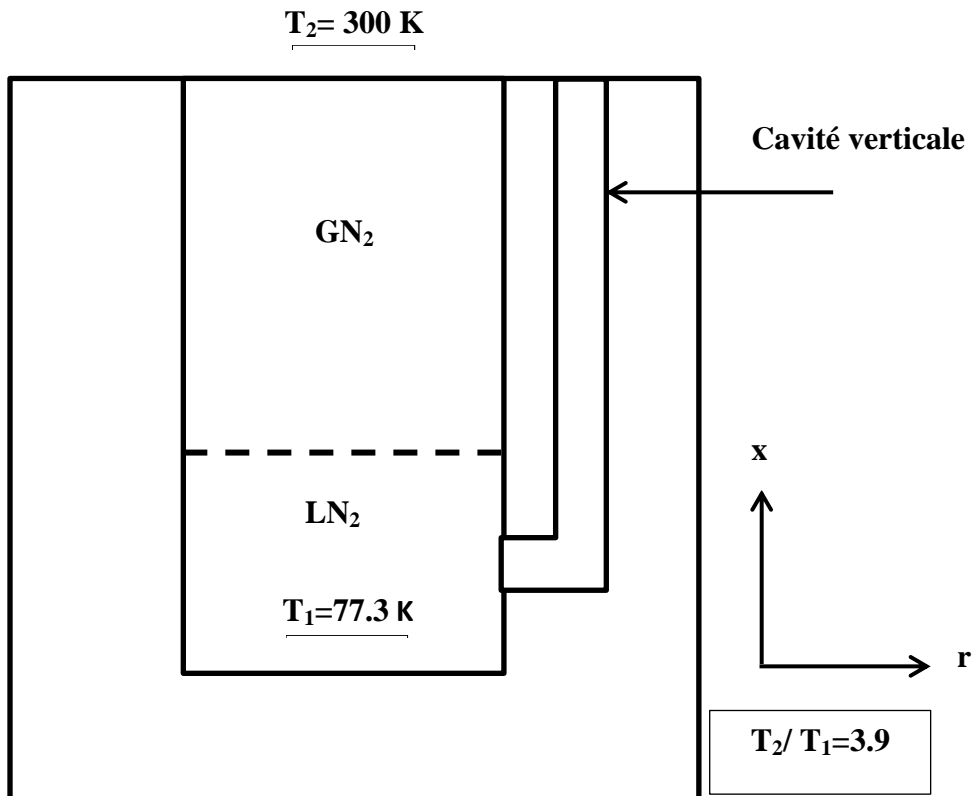 T₂= 300 K
Cavité verticale
GN₂
x
LN₂
T₁=77.3 K
r
T₂/ T₁=3.9